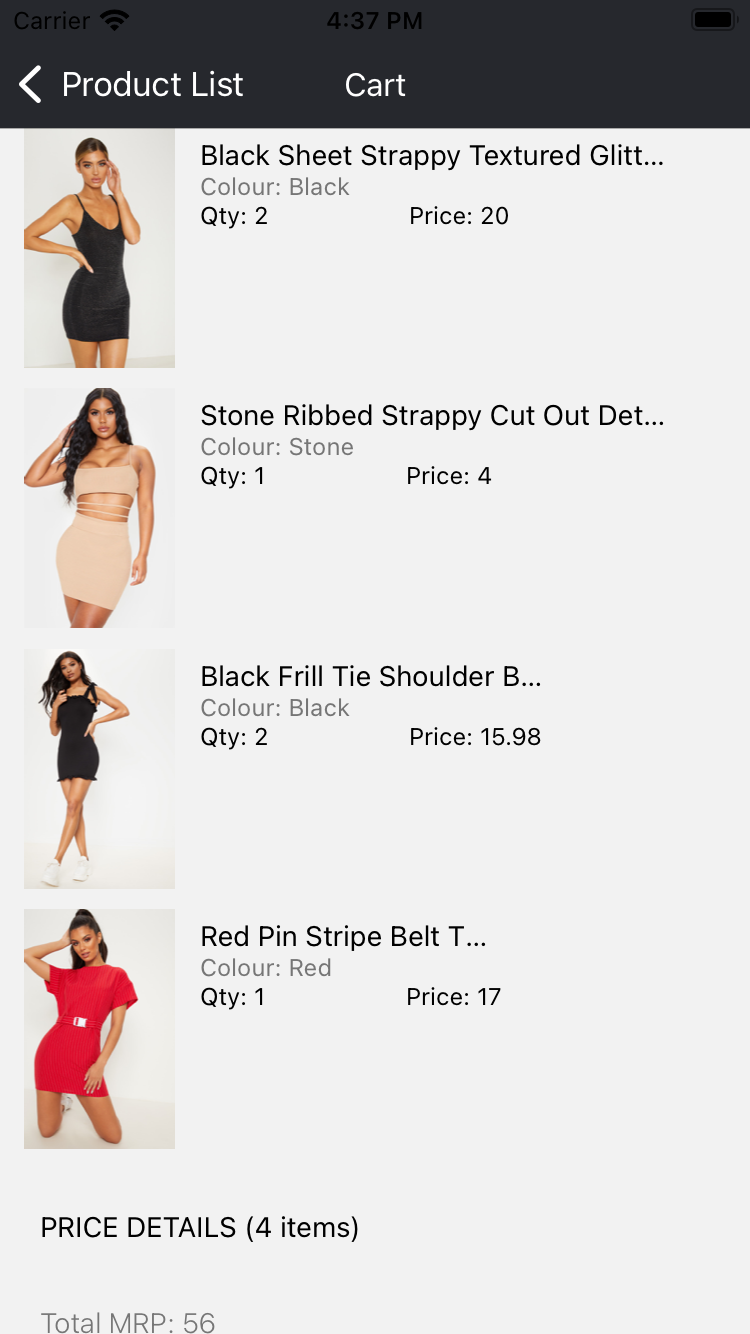 Carrier 4:37 PM
Product List Cart
Black Sheet Strappy Textured Glitt...
Colour: Black
Qty: 2 Price: 20
Stone Ribbed Strappy Cut Out Det...
Colour: Stone
Qty: 1 Price: 4
Black Frill Tie Shoulder B...
Colour: Black
Qty: 2 Price: 15.98
Red Pin Stripe Belt T...
Colour: Red
Qty: 1 Price: 17
PRICE DETAILS (4 items)
Total MRP: 56